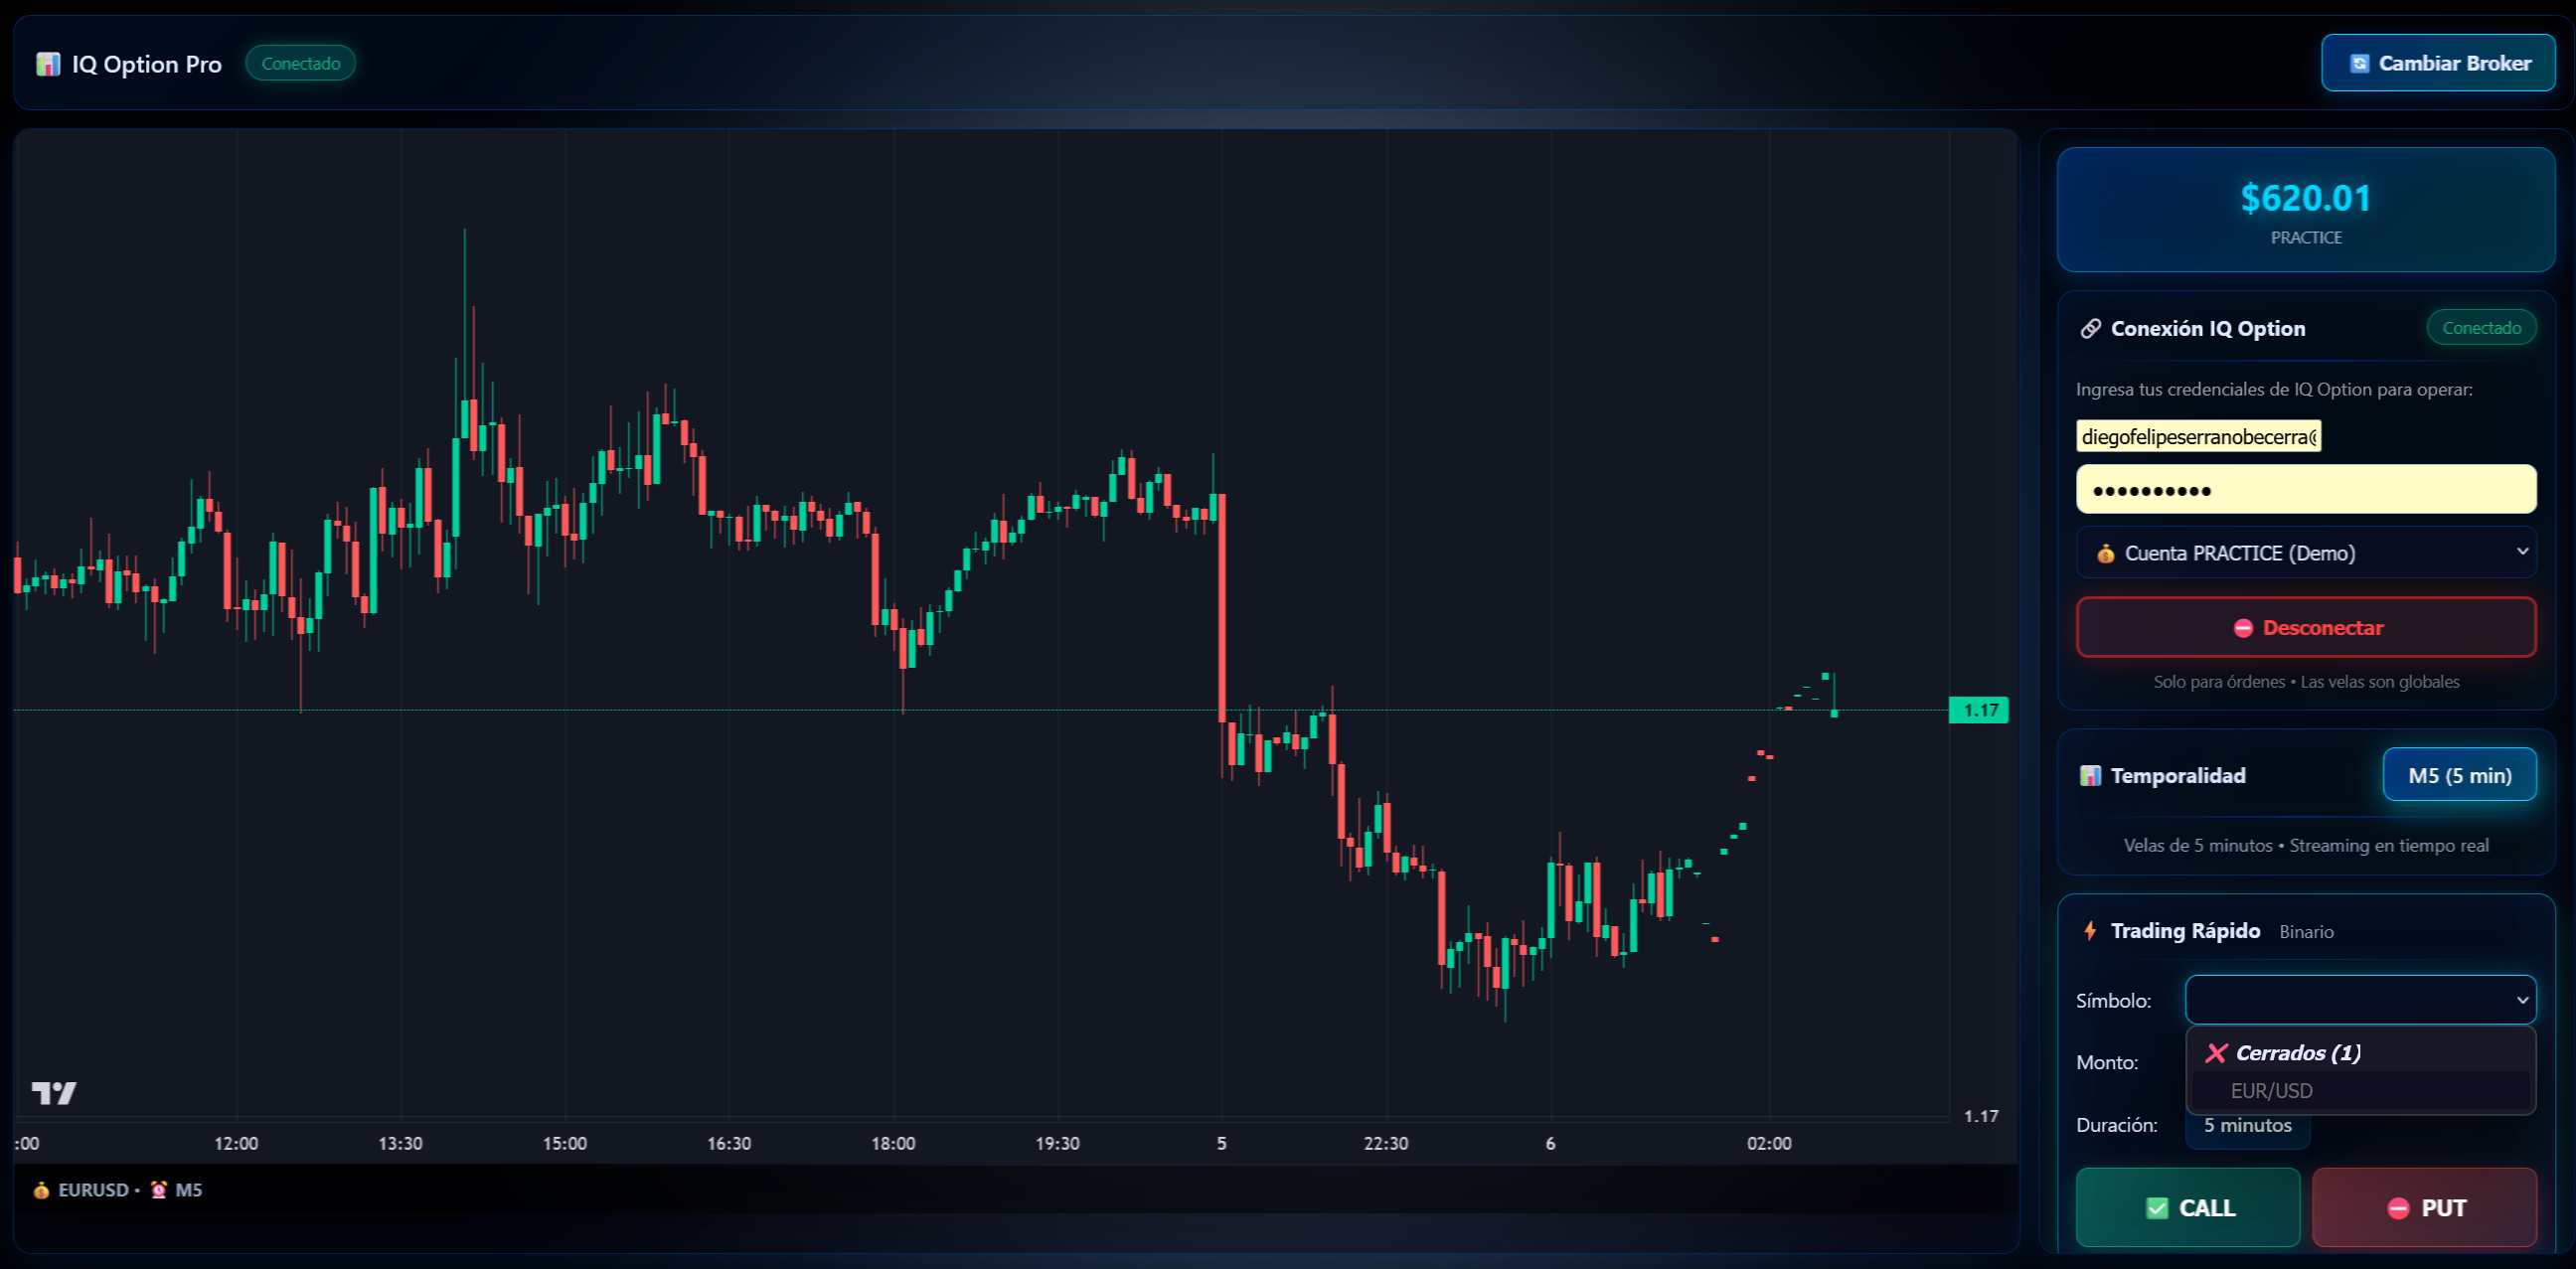 IQ Option Pro
Conectado
Cambiar Broker
$620.01
PRACTICE
Conexión IQ Option
Conectado
Ingresa tus credenciales de IQ Option para operar:
diegofelipeserranobecerra@
••••••••••
Cuenta PRACTICE (Demo)
Desconectar
Solo para órdenes • Las velas son globales
Temporalidad
M5 (5 min)
Velas de 5 minutos • Streaming en tiempo real
Trading Rápido Binario
Símbolo:
Cerrados (1)
EUR/USD
Monto:
Duración:
5 minutos
CALL
PUT
1.17
1.17
:00 12:00 13:30 15:00 16:30 18:00 19:30 5 22:30 6 02:00
EURUSD • M5